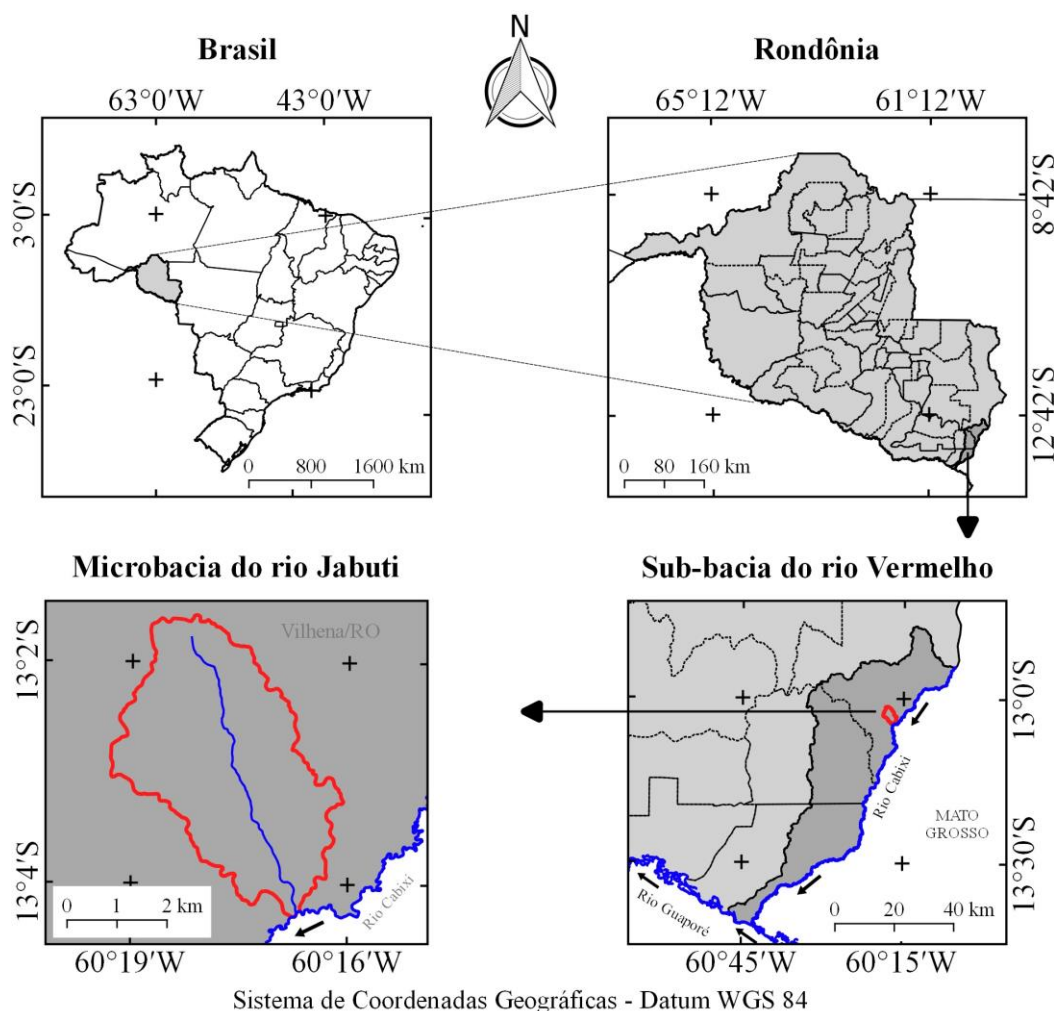 N
Brasil
63°0'W 43°0'W
3°0'S
23°0'S
0 800 1600 km
Rondônia
65°12'W 61°12'W
8°42'S
12°42'S
0 80 160 km
Microbacia do rio Jabuti
Vilhena/RO
13°2'S
13°4'S
Rio Cabixi
0 1 2 km
60°19'W 60°16'W
Sub-bacia do rio Vermelho
13°0'S
13°30'S
Rio Cabixi
MATO
GROSSO
Rio Guaporé
0 20 40 km
60°45'W 60°15'W
Sistema de Coordenadas Geográficas - Datum WGS 84